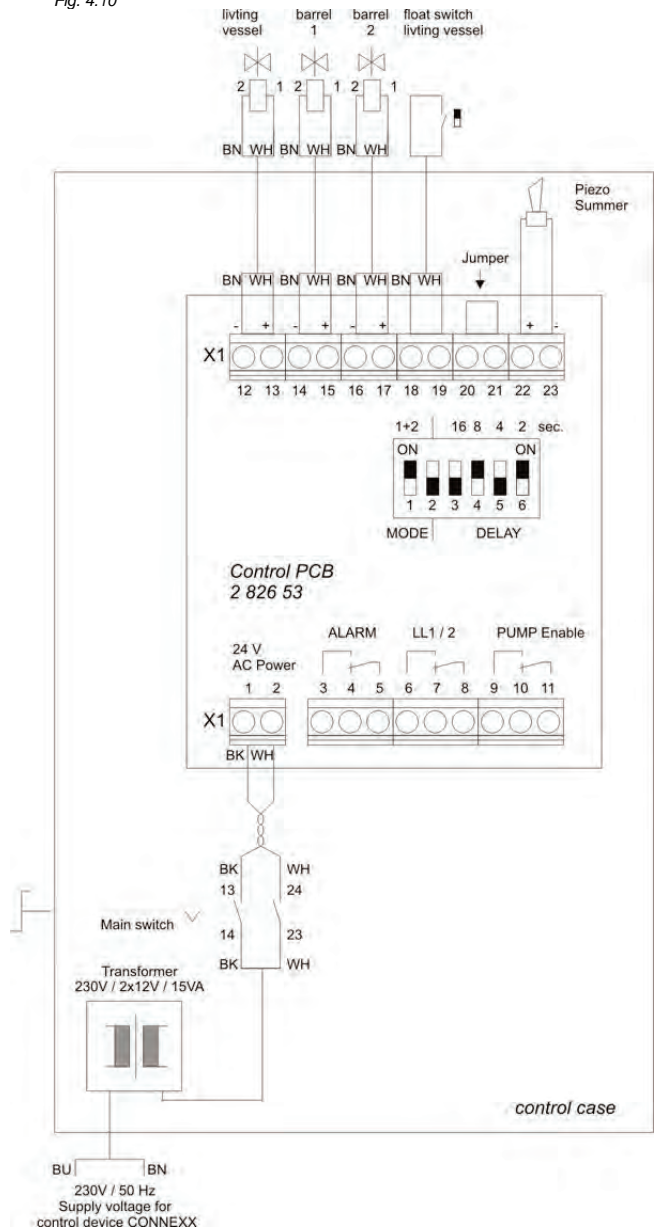 Fig. 4.10
livting vessel
barrel 1
barrel 2
float switch livting vessel
2 1 2 1 2 1
BN WH BN WH BN WH
Piezo Summer
Jumper
BN WH BN WH BN WH BN WH
- + - + - + + -
X1
12 13 14 15 16 17 18 19 20 21 22 23
1+2 16 8 4 2 sec.
ON ON
1 2 3 4 5 6
MODE DELAY
Control PCB
2 826 53
ALARM LL1 / 2 PUMP Enable
24 V
AC Power
1 2 3 4 5 6 7 8 9 10 11
X1
BK WH
BK WH
13 24
Main switch
14 23
BK WH
Transformer
230V / 2x12V / 15VA
control case
BU BN
230V / 50 Hz
Supply voltage for
control device CONNEXX